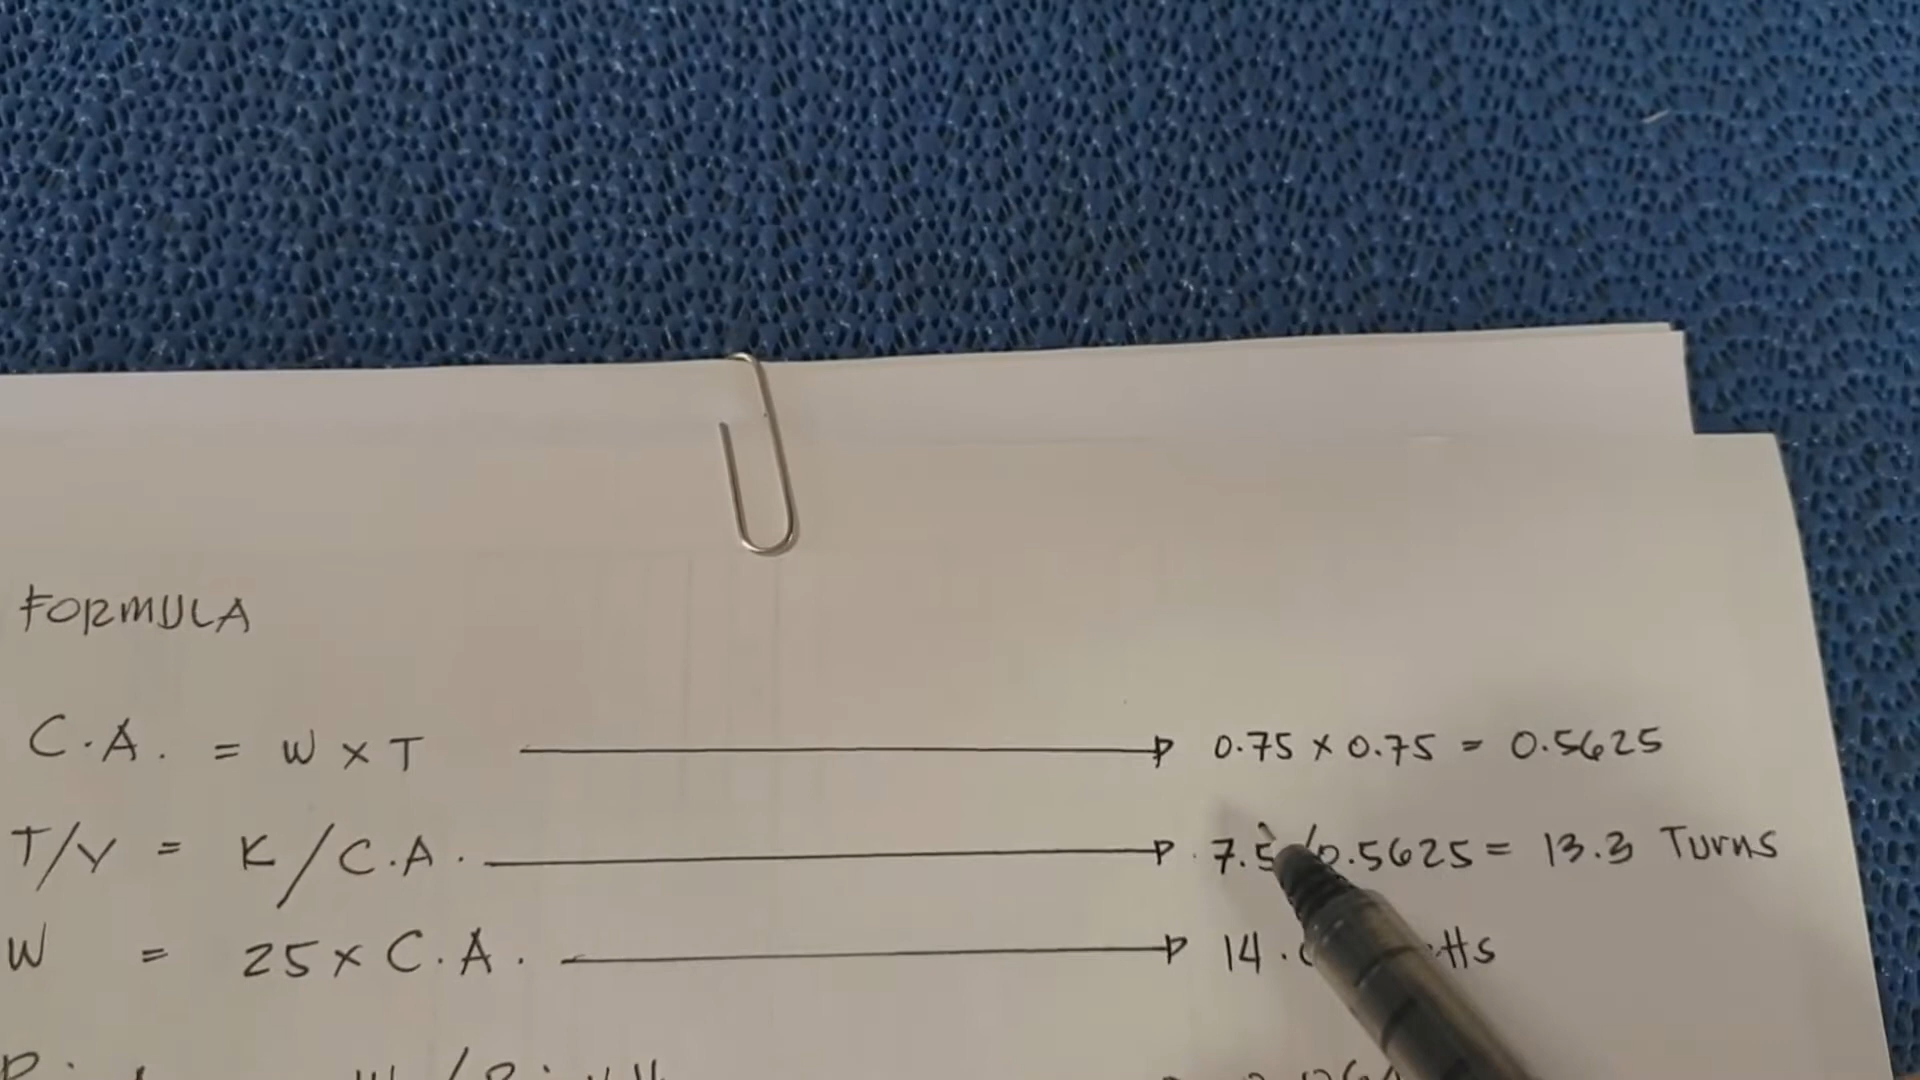 FORMULA
C.A. = W x T 0.75 x 0.75 = 0.5625
T/V = K/C.A. 7.5/0.5625 = 13.3 Turns
W = 25 x C.A. 14.